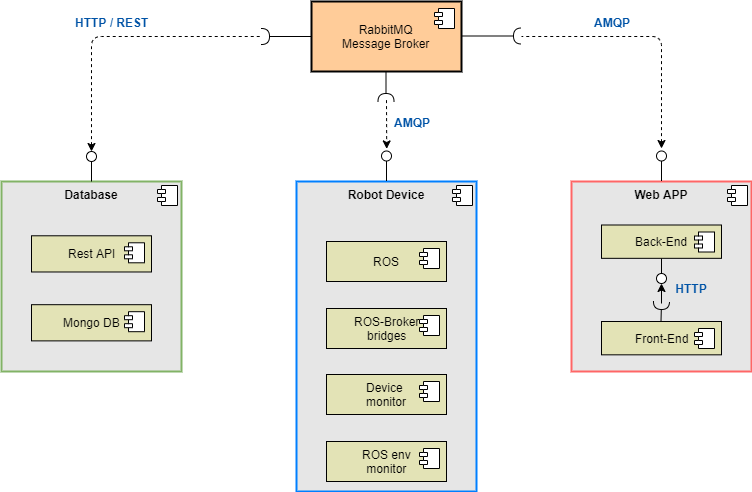 HTTP / REST
RabbitMQ
Message Broker
AMQP
AMQP
Database
Rest API
Mongo DB
Robot Device
ROS
ROS-Broker
bridges
Device
monitor
ROS env
monitor
Web APP
Back-End
HTTP
Front-End